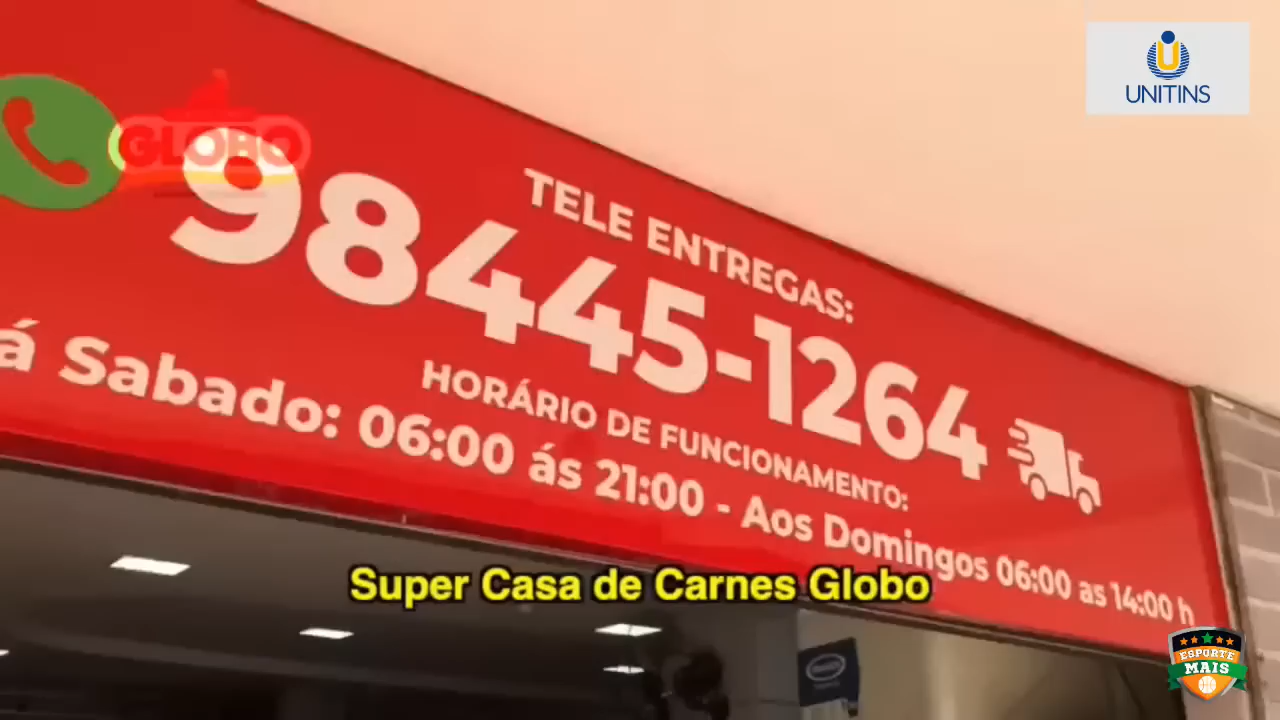 UNITINS
GLOBO
TELE ENTREGAS:
98445-1264
HORÁRIO DE FUNCIONAMENTO:
á Sabado: 06:00 ás 21:00 - Aos Domingos 06:00 as 14:00 h
Super Casa de Carnes Globo
ESPORTE
MAIS